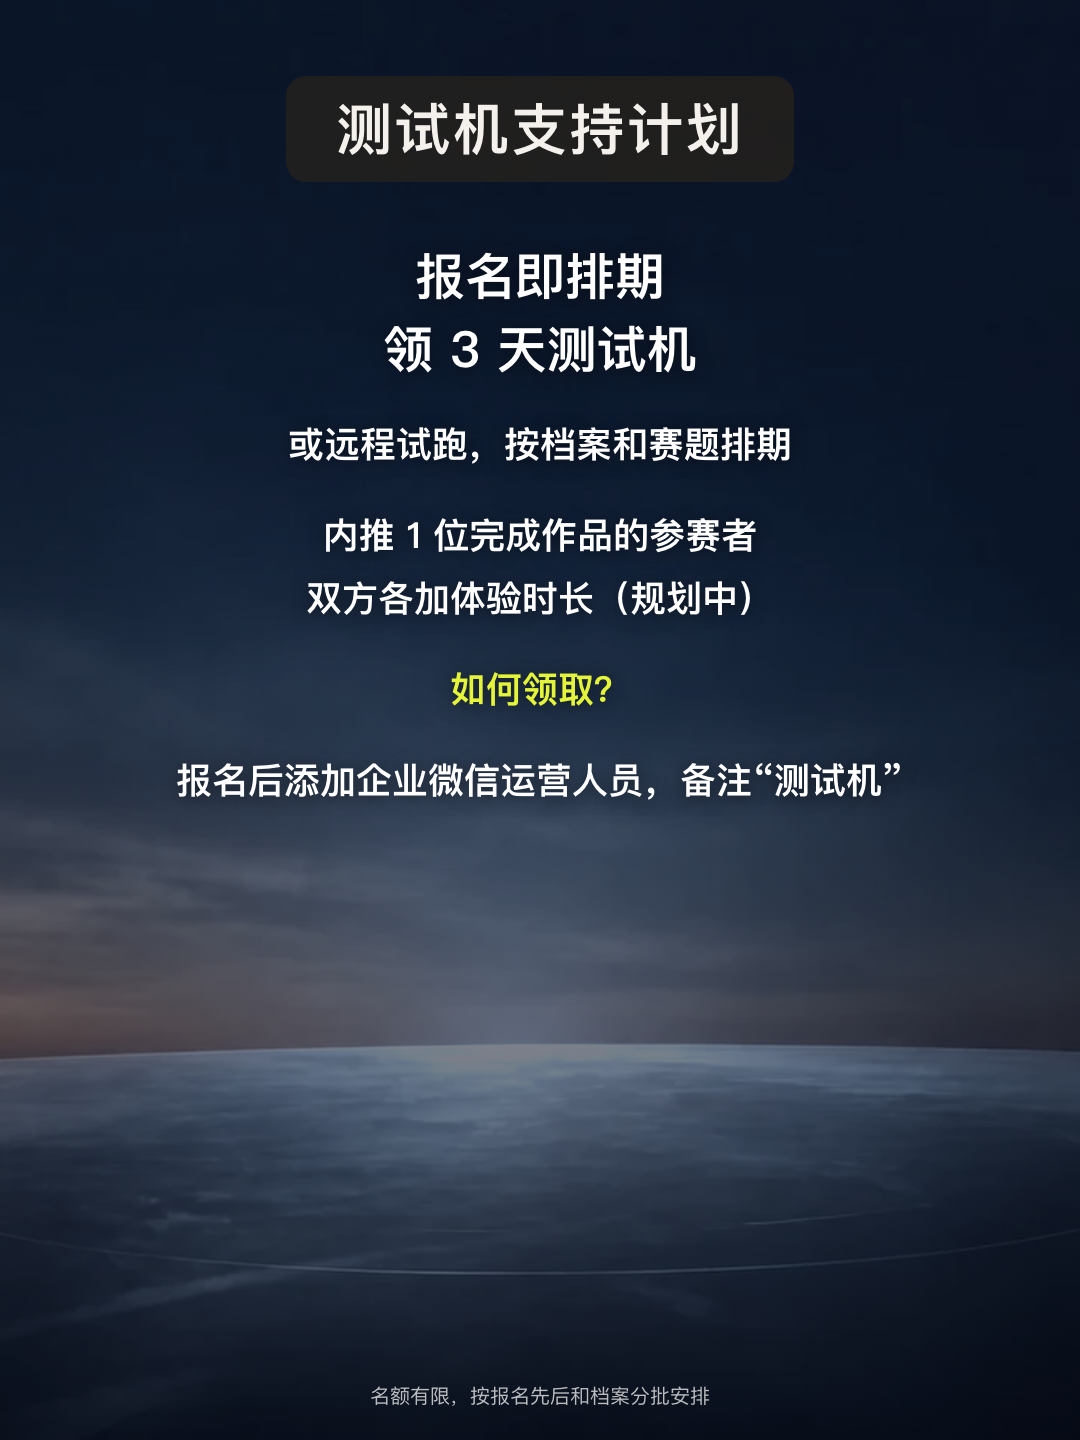 测试机支持计划
报名即排期
领 3 天测试机
或远程试跑，按档案和赛题排期
内推 1 位完成作品的参赛者
双方各加体验时长（规划中）
如何领取？
报名后添加企业微信运营人员，备注“测试机”
名额有限，按报名先后和档案分批安排